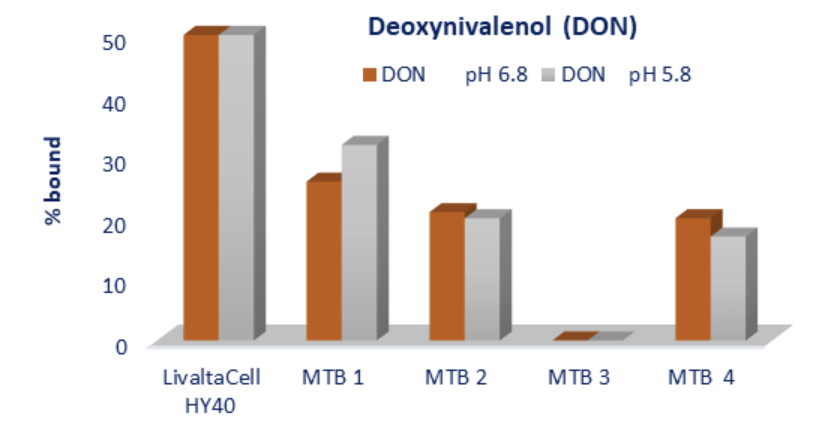 Deoxynivalenol (DON)
DON pH 6.8 DON pH 5.8
% bound
50
40
30
20
10
0
LivaltaCell HY40
MTB 1
MTB 2
MTB 3
MTB 4